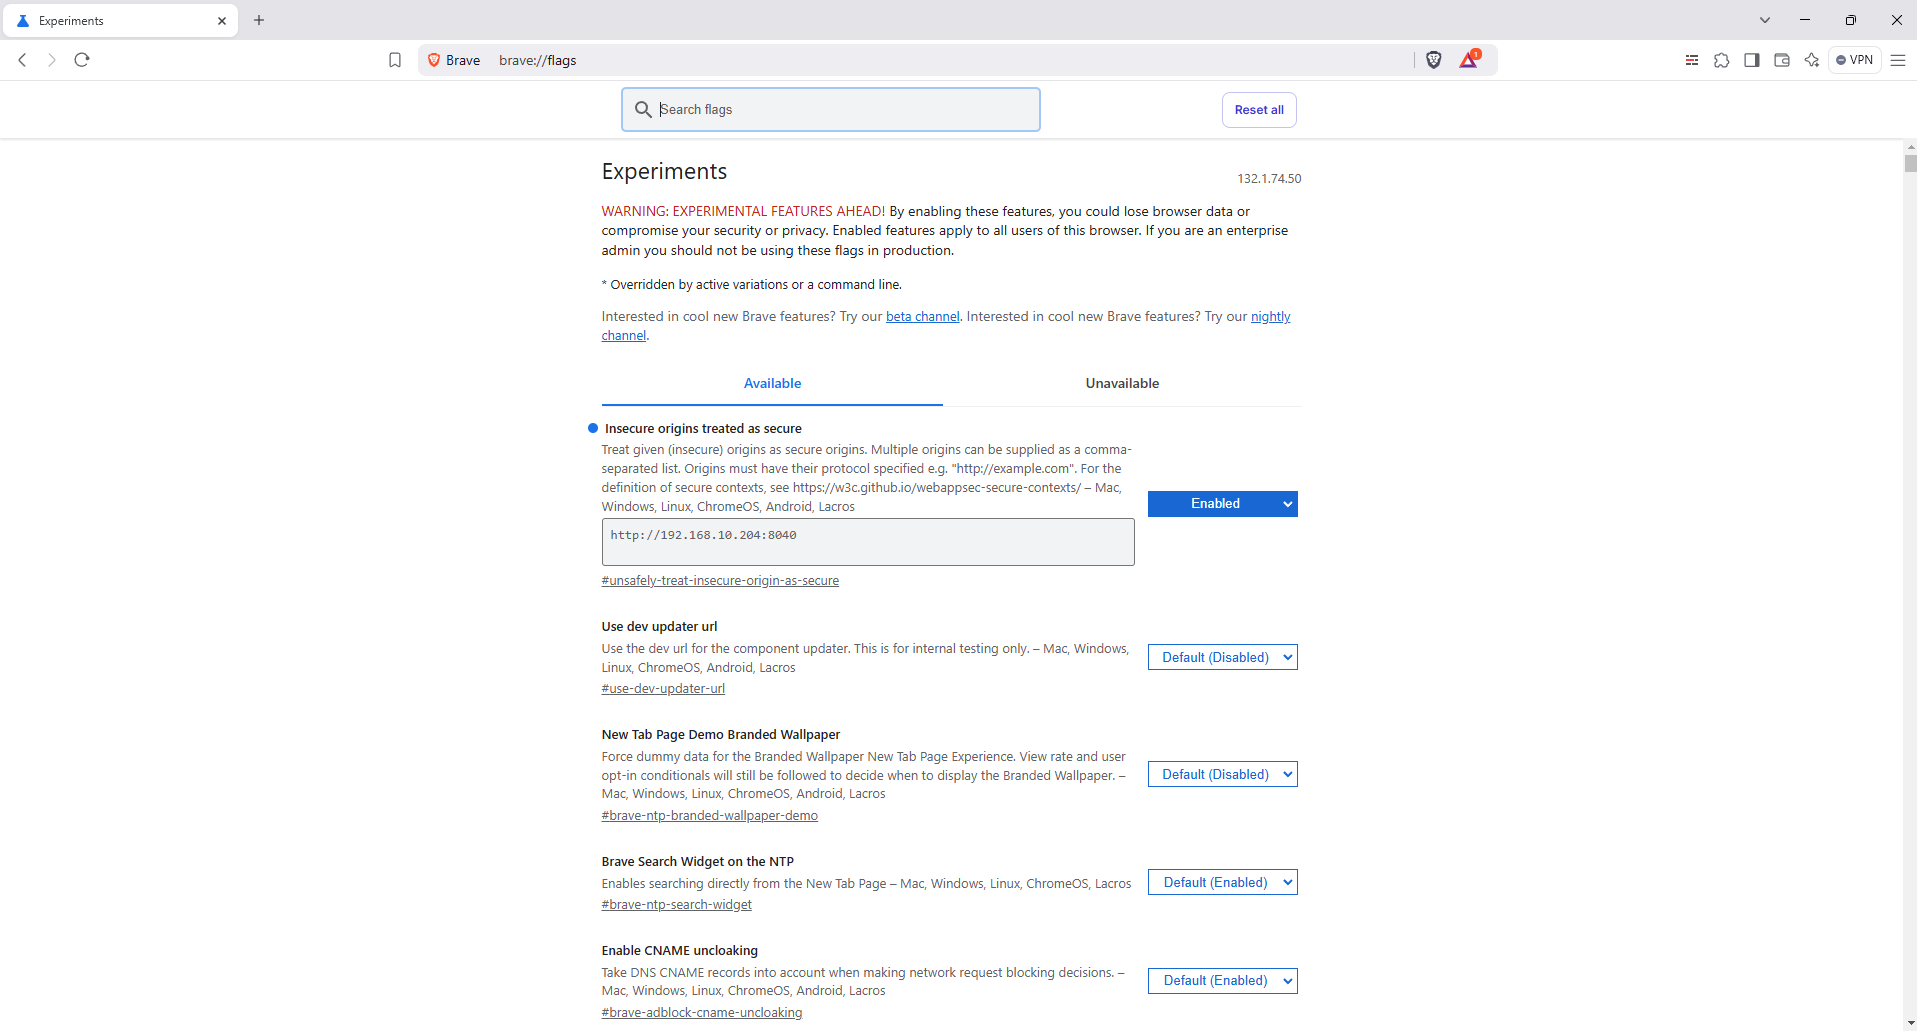 Experiments
Brave
brave://flags
1
VPN
Search flags
Reset all
Experiments
132.1.74.50
WARNING: EXPERIMENTAL FEATURES AHEAD! By enabling these features, you could lose browser data or
compromise your security or privacy. Enabled features apply to all users of this browser. If you are an enterprise
admin you should not be using these flags in production.
* Overridden by active variations or a command line.
Interested in cool new Brave features? Try our beta channel. Interested in cool new Brave features? Try our nightly
channel.
Available
Unavailable
Insecure origins treated as secure
Treat given (insecure) origins as secure origins. Multiple origins can be supplied as a comma-
separated list. Origins must have their protocol specified e.g. "http://example.com". For the
definition of secure contexts, see https://w3c.github.io/webappsec-secure-contexts/ – Mac,
Windows, Linux, ChromeOS, Android, Lacros
Enabled
http://192.168.10.204:8040
#unsafely-treat-insecure-origin-as-secure
Use dev updater url
Use the dev url for the component updater. This is for internal testing only. – Mac, Windows,
Linux, ChromeOS, Android, Lacros
Default (Disabled)
#use-dev-updater-url
New Tab Page Demo Branded Wallpaper
Force dummy data for the Branded Wallpaper New Tab Page Experience. View rate and user
opt-in conditionals will still be followed to decide when to display the Branded Wallpaper. –
Mac, Windows, Linux, ChromeOS, Android, Lacros
Default (Disabled)
#brave-ntp-branded-wallpaper-demo
Brave Search Widget on the NTP
Enables searching directly from the New Tab Page – Mac, Windows, Linux, ChromeOS, Lacros
Default (Enabled)
#brave-ntp-search-widget
Enable CNAME uncloaking
Take DNS CNAME records into account when making network request blocking decisions. –
Mac, Windows, Linux, ChromeOS, Android, Lacros
Default (Enabled)
#brave-adblock-cname-uncloaking